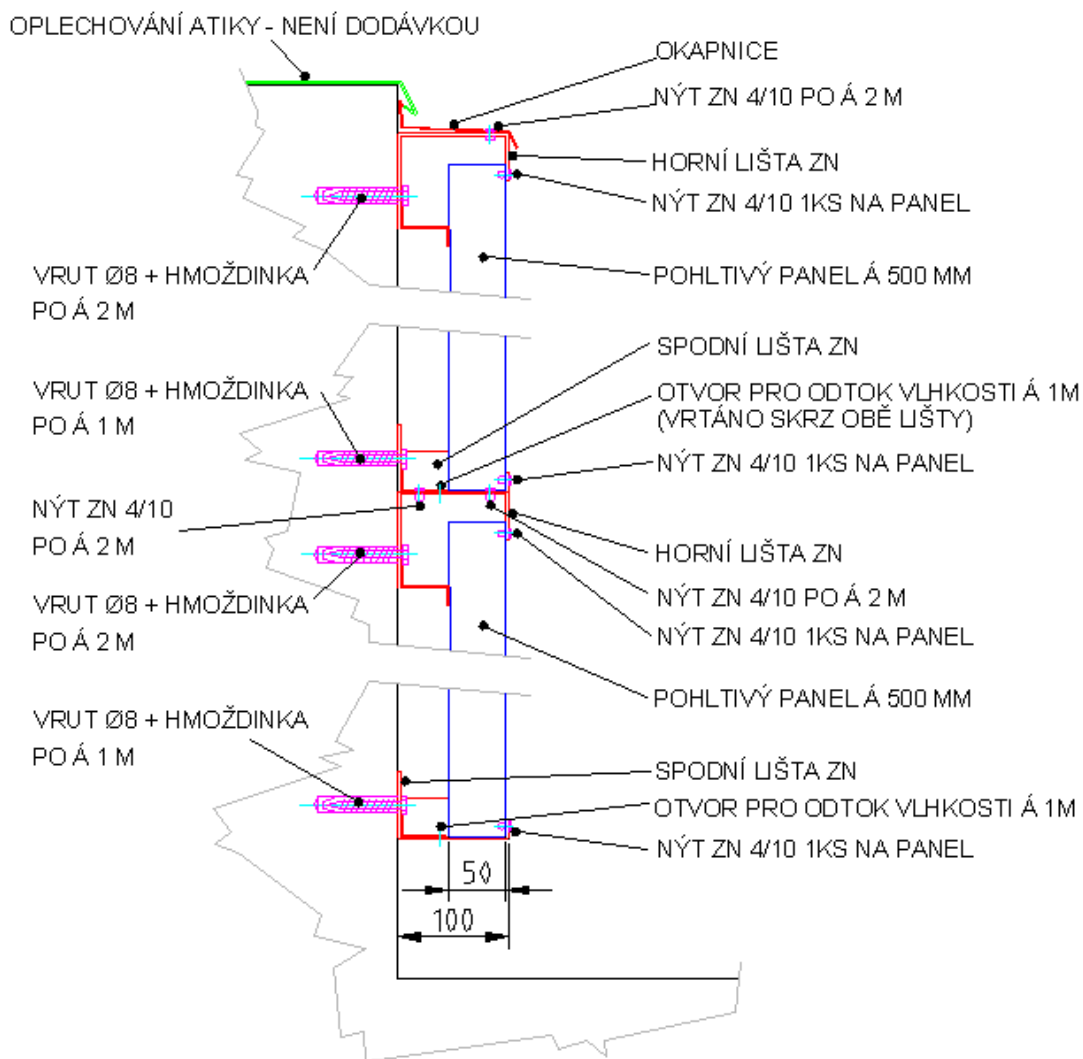 OPLECHOVÁNÍ ATIKY - NENÍ DODÁVKOU
OKAPNICE
NÝT ZN 4/10 PO Á 2 M
HORNÍ LIŠTA ZN
NÝT ZN 4/10 1KS NA PANEL
VRUT Ø8 + HMOŽDINKA
PO Á 2 M
POHLTIVÝ PANEL Á 500 MM
SPODNÍ LIŠTA ZN
VRUT Ø8 + HMOŽDINKA
PO Á 1 M
OTVOR PRO ODTOK VLHKOSTI Á 1M
(VRTÁNO SKRZ OBĚ LIŠTY)
NÝT ZN 4/10 1KS NA PANEL
NÝT ZN 4/10
PO Á 2 M
HORNÍ LIŠTA ZN
VRUT Ø8 + HMOŽDINKA
PO Á 2 M
NÝT ZN 4/10 PO Á 2 M
NÝT ZN 4/10 1KS NA PANEL
POHLTIVÝ PANEL Á 500 MM
VRUT Ø8 + HMOŽDINKA
PO Á 1 M
SPODNÍ LIŠTA ZN
OTVOR PRO ODTOK VLHKOSTI Á 1M
NÝT ZN 4/10 1KS NA PANEL
50
100